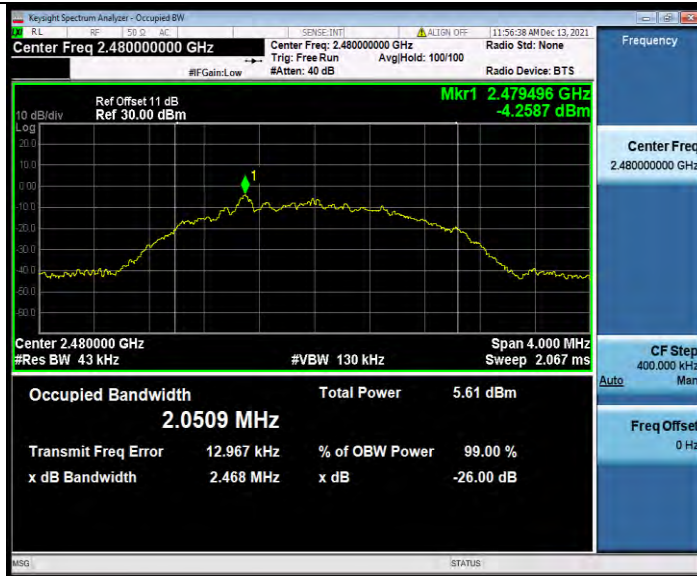 Keysight Spectrum Analyzer - Occupied BW
RL RF 50 Ω AC SENSE:INT ALIGN OFF 11:56:38 AM Dec 13, 2021
Center Freq 2.480000000 GHz
Center Freq: 2.480000000 GHz
Radio Std: None
Trig: Free Run
Avg|Hold: 100/100
#IFGain:Low
#Atten: 40 dB
Radio Device: BTS
Ref Offset 11 dB
Mkr1 2.479496 GHz
10 dB/div
Ref 30.00 dBm
-4.2587 dBm
Log
20.0
10.0
0.00
-10.0
-20.0
-30.0
-40.0
-50.0
-60.0
1
Center 2.480000 GHz
Span 4.000 MHz
#Res BW 43 kHz
#VBW 130 kHz
Sweep 2.067 ms
Occupied Bandwidth
2.0509 MHz
Total Power 5.61 dBm
Transmit Freq Error 12.967 kHz
% of OBW Power 99.00 %
x dB Bandwidth 2.468 MHz
x dB -26.00 dB
Frequency
Center Freq
2.480000000 GHz
CF Step
400.000 kHz
Auto Man
Freq Offset
0 Hz
MSG
STATUS